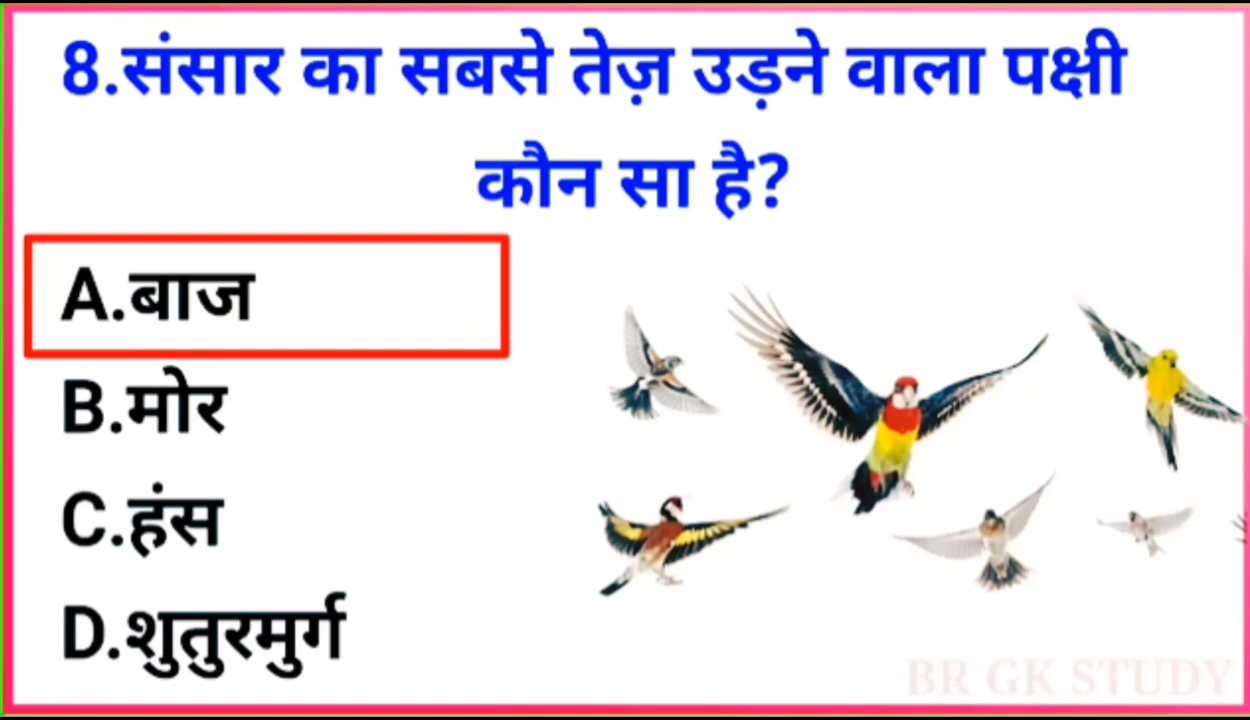 8.संसार का सबसे तेज़ उड़ने वाला पक्षी
कौन सा है?
A.बाज
B.मोर
C.हंस
D.शुतुरमुर्ग
BR GK STUDY